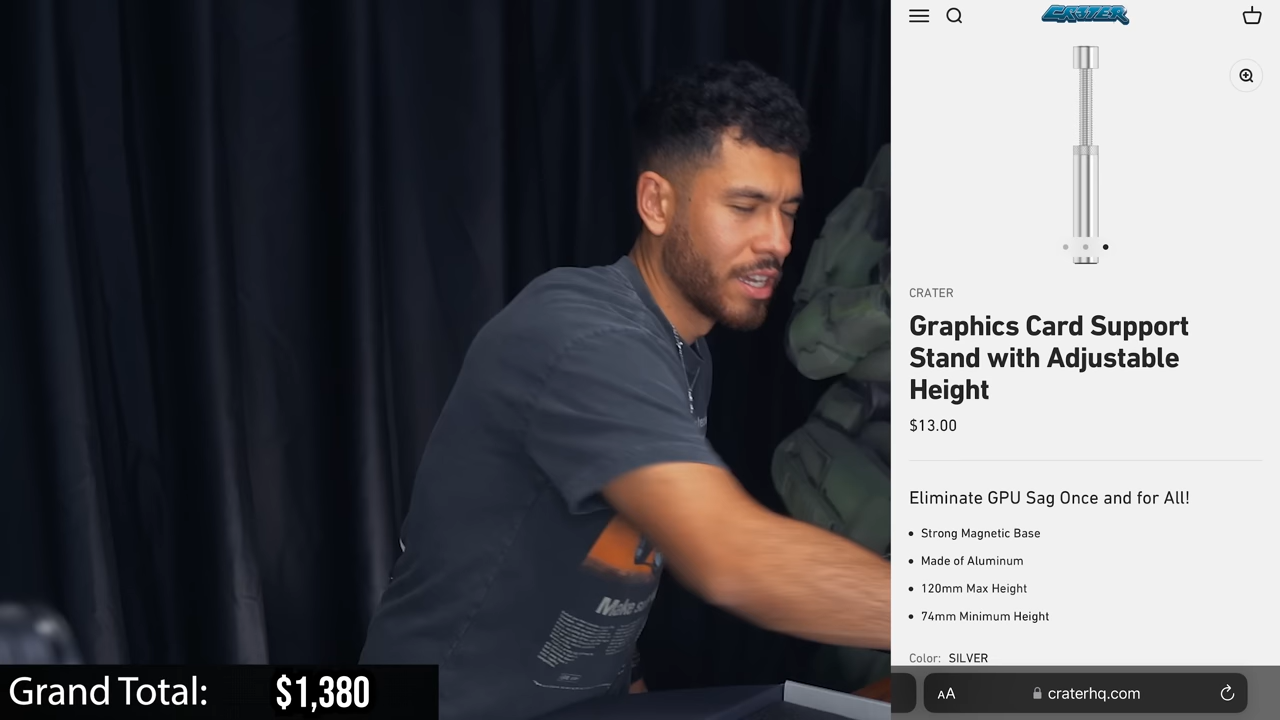 CRATER
CRATER
Graphics Card Support
Stand with Adjustable
Height
$13.00
Eliminate GPU Sag Once and for All!
• Strong Magnetic Base
• Made of Aluminum
• 120mm Max Height
• 74mm Minimum Height
Color: SILVER
AA craterhq.com
Make
Grand Total: $1,380